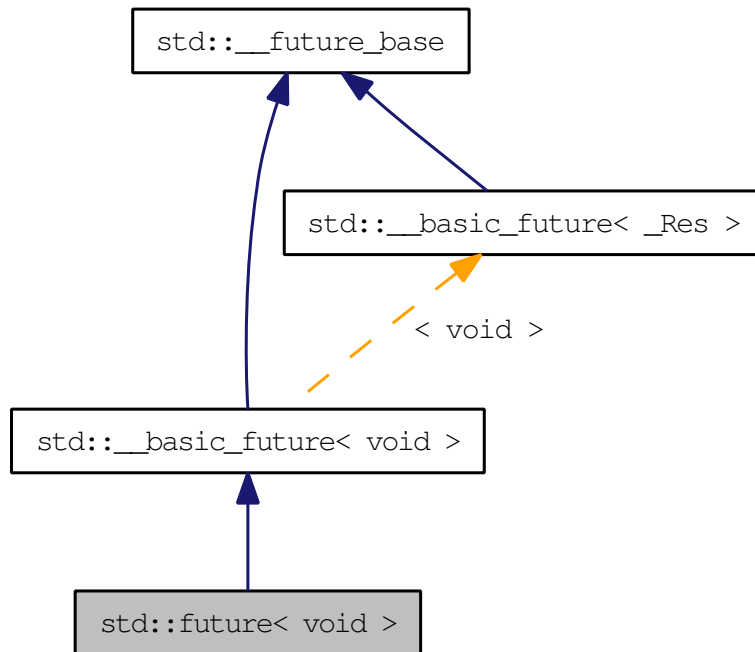 std::__future_base
std::__basic_future< _Res >
< void >
std::__basic_future< void >
std::future< void >